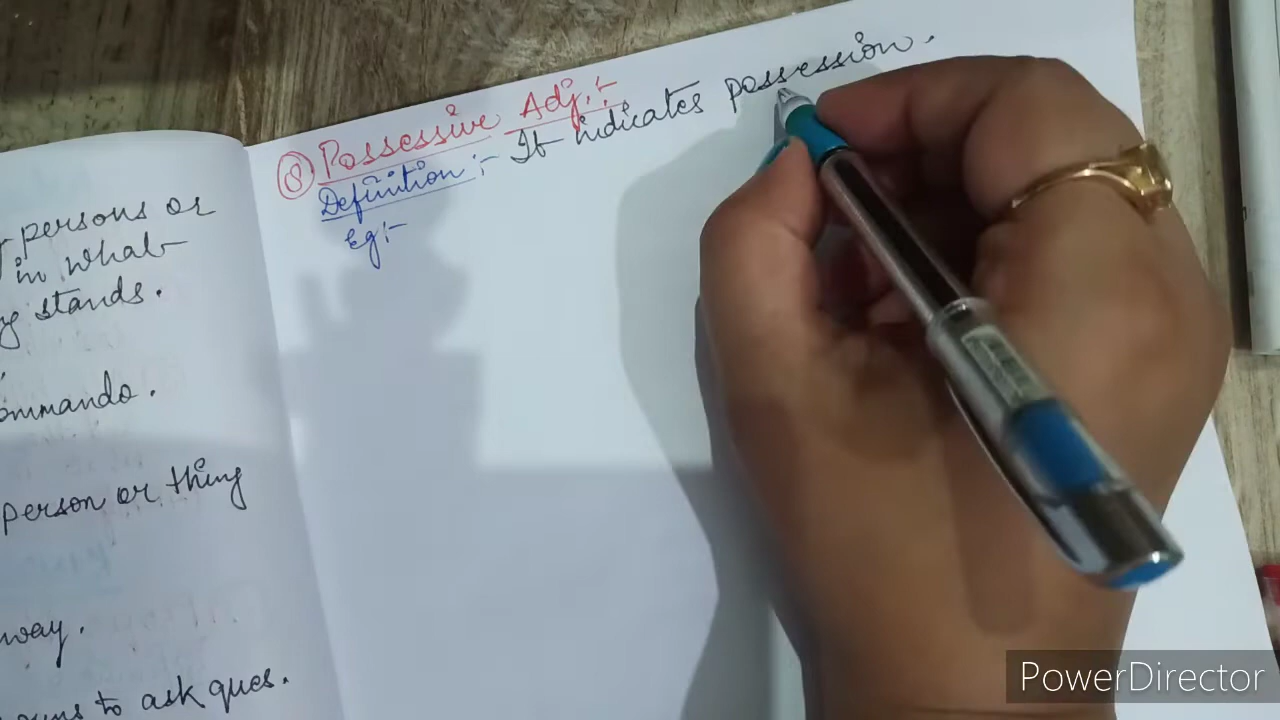 persons or
in what
stands.
ommando.
person or thing
way.
to ask ques.
⑧ Possessive Adj. :-
Definition :- It indicates possession.
Eg :-
PowerDirector